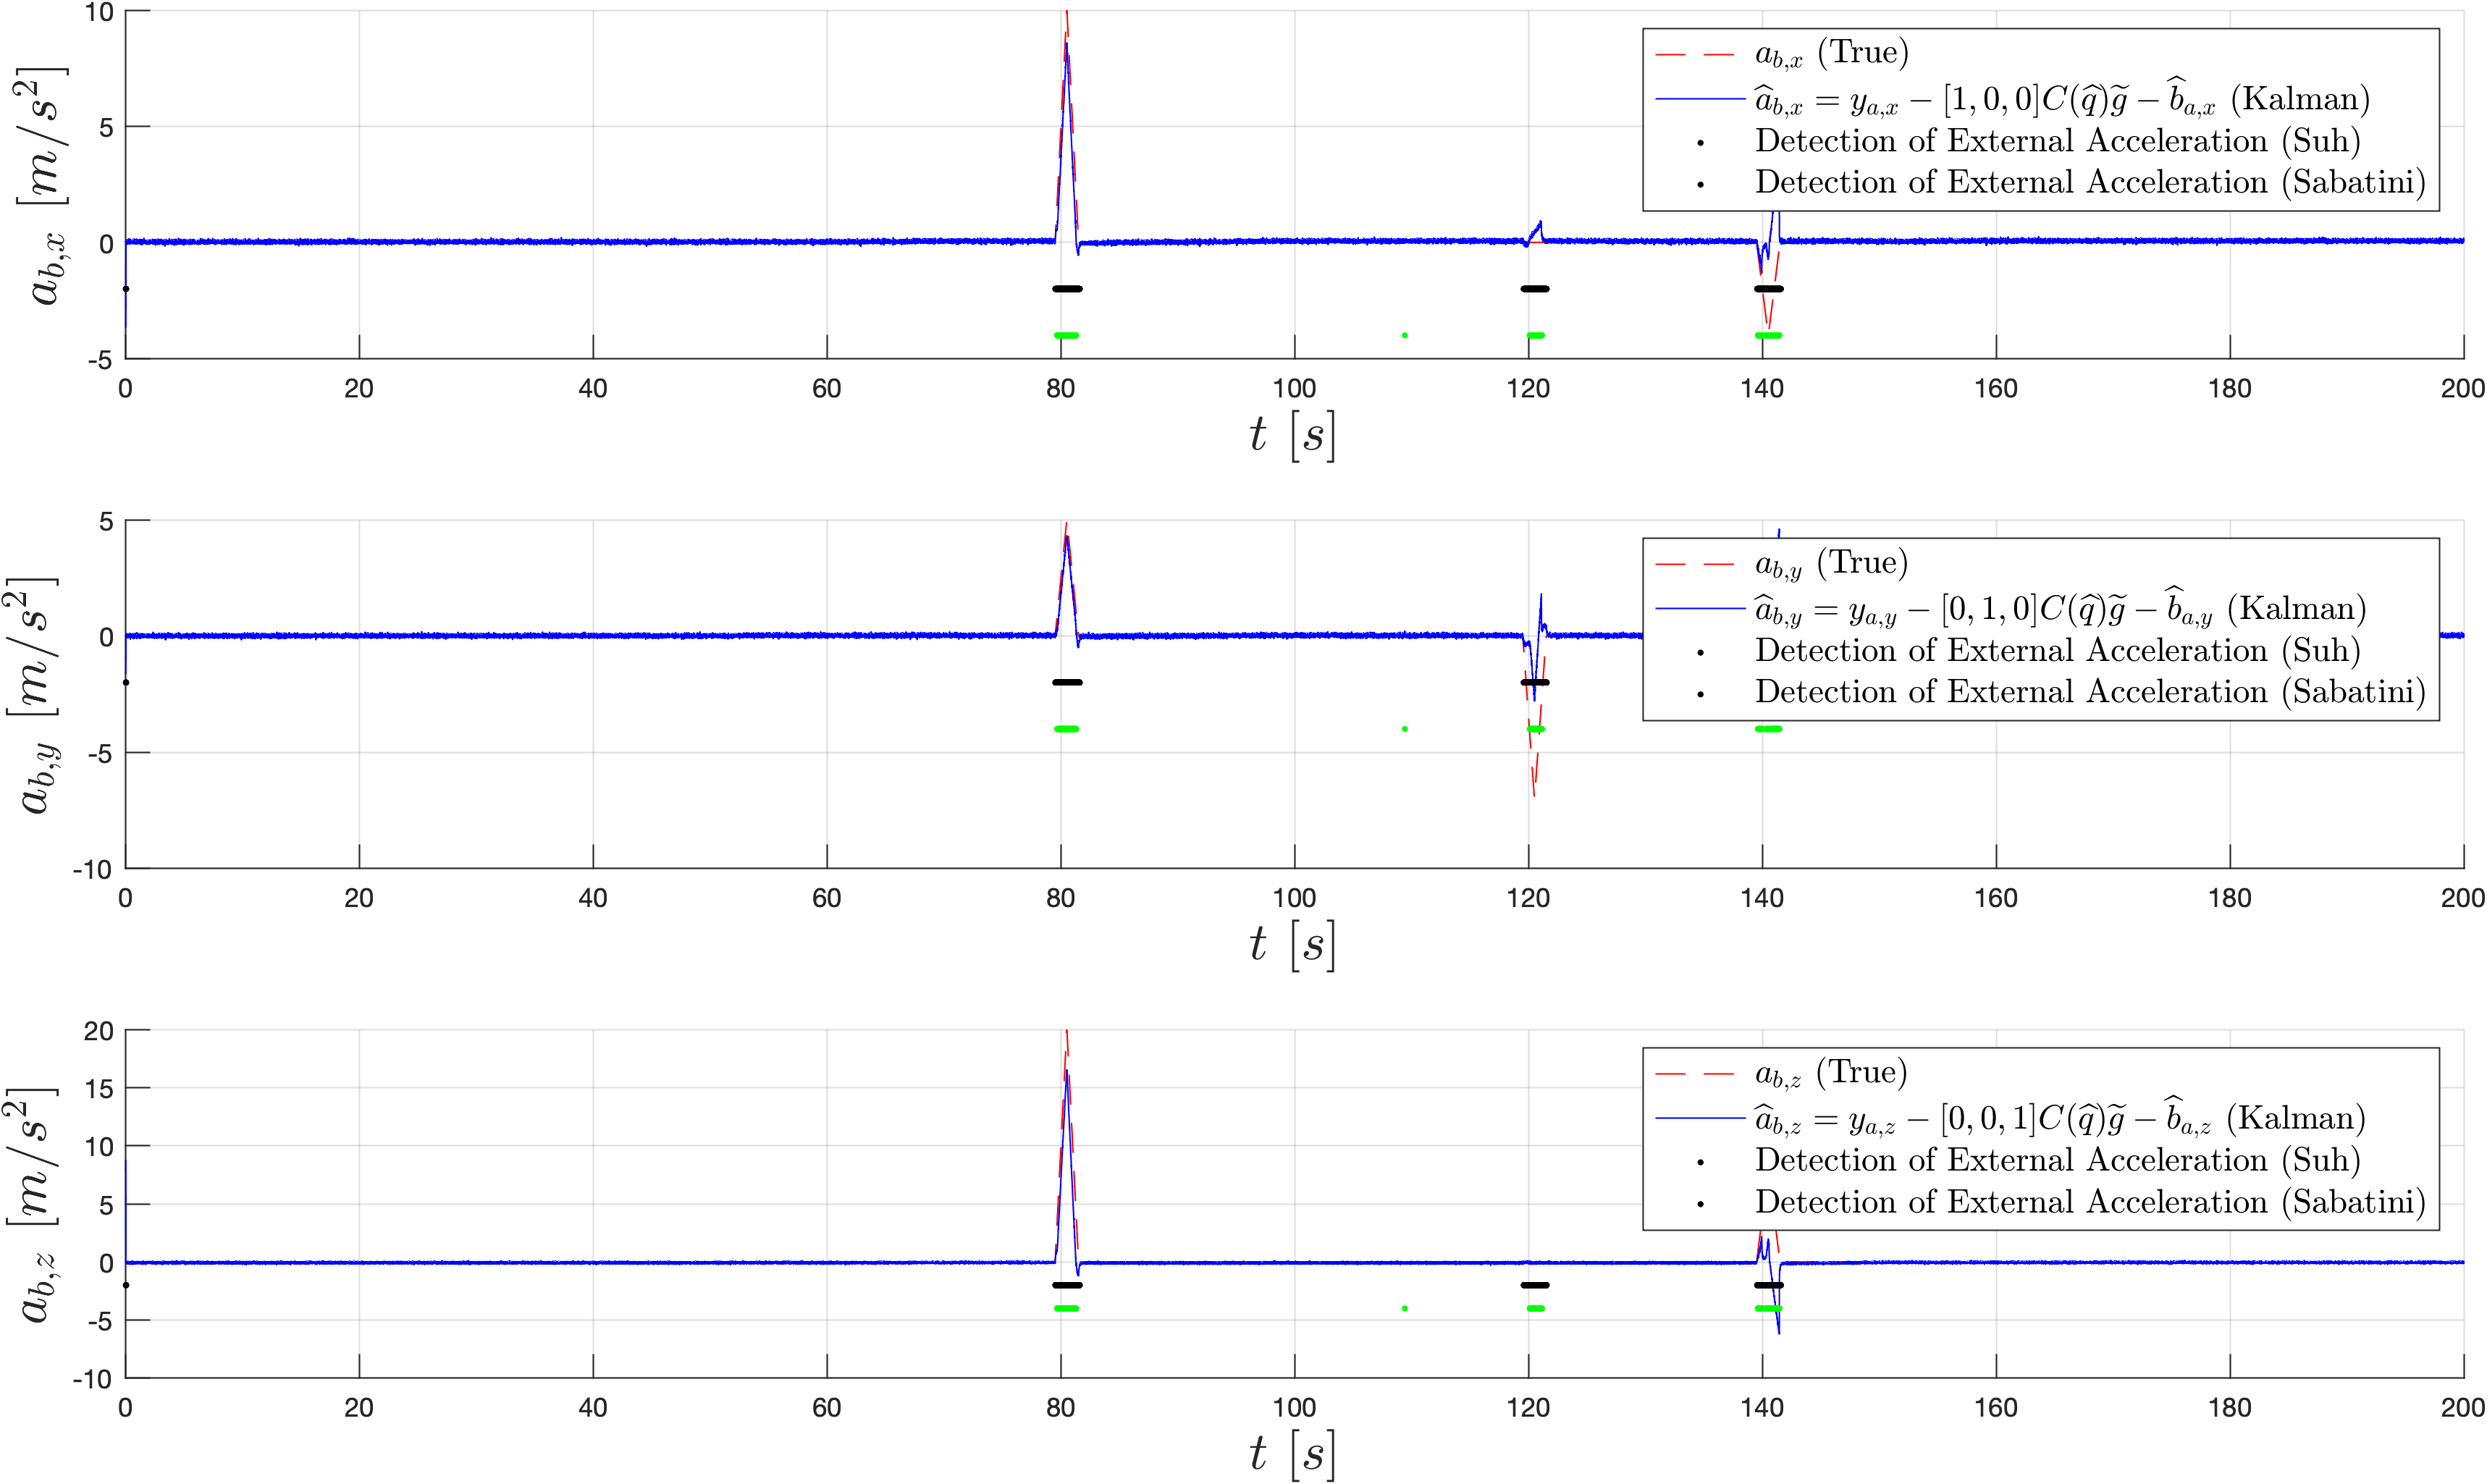 10
5
0
-5
a_{b,x} [m/s^2]
a_{b,x} (True)
\widehat{a}_{b,x} = y_{a,x} − [1, 0, 0]C(\widehat{q})\widetilde{g} − \widehat{b}_{a,x} (Kalman)
Detection of External Acceleration (Suh)
Detection of External Acceleration (Sabatini)
0 20 40 60 80 100 120 140 160 180 200
t [s]
5
0
-5
-10
a_{b,y} [m/s^2]
a_{b,y} (True)
\widehat{a}_{b,y} = y_{a,y} − [0, 1, 0]C(\widehat{q})\widetilde{g} − \widehat{b}_{a,y} (Kalman)
Detection of External Acceleration (Suh)
Detection of External Acceleration (Sabatini)
0 20 40 60 80 100 120 140 160 180 200
t [s]
20
15
10
5
0
-5
-10
a_{b,z} [m/s^2]
a_{b,z} (True)
\widehat{a}_{b,z} = y_{a,z} − [0, 0, 1]C(\widehat{q})\widetilde{g} − \widehat{b}_{a,z} (Kalman)
Detection of External Acceleration (Suh)
Detection of External Acceleration (Sabatini)
0 20 40 60 80 100 120 140 160 180 200
t [s]